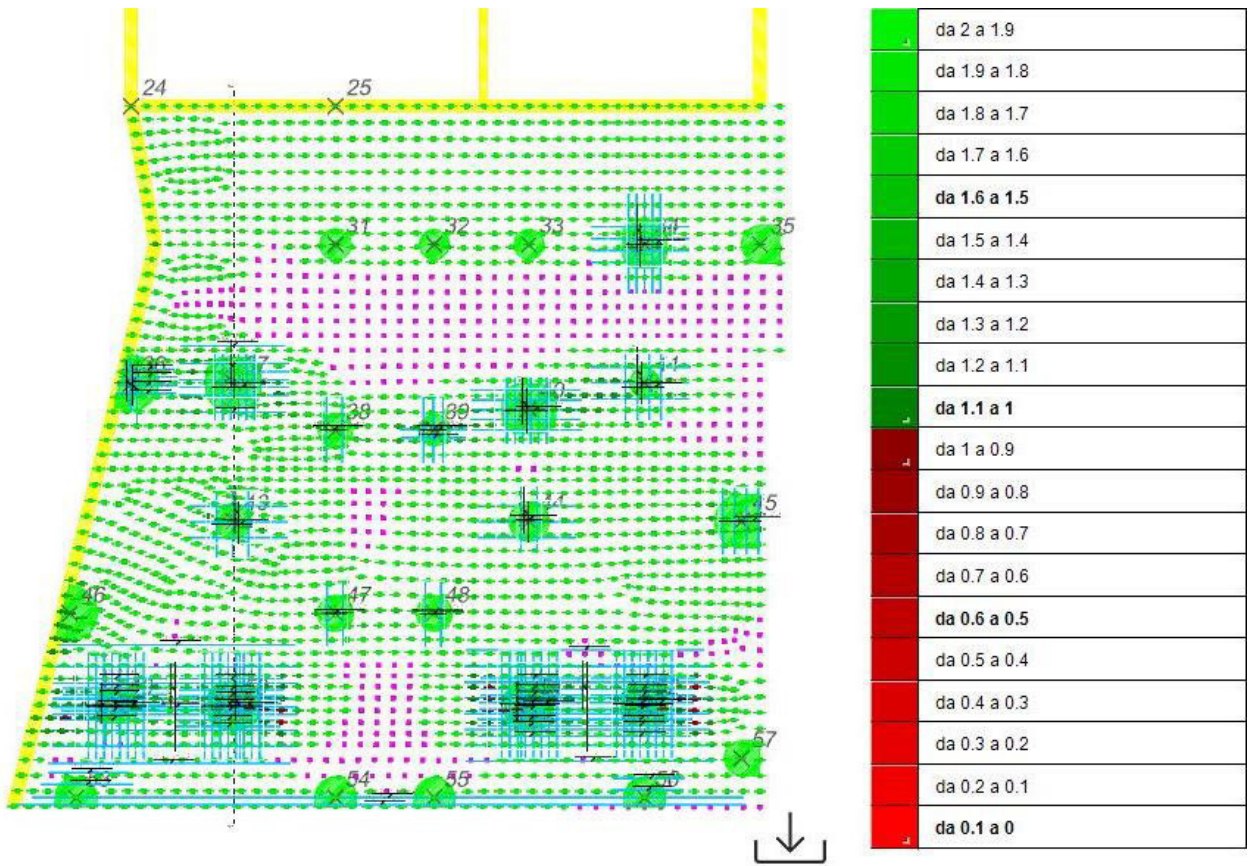 24
25
31
32
33
35
38
39
46
47
48
57
54
55
da 2 a 1.9
da 1.9 a 1.8
da 1.8 a 1.7
da 1.7 a 1.6
da 1.6 a 1.5
da 1.5 a 1.4
da 1.4 a 1.3
da 1.3 a 1.2
da 1.2 a 1.1
da 1.1 a 1
da 1 a 0.9
da 0.9 a 0.8
da 0.8 a 0.7
da 0.7 a 0.6
da 0.6 a 0.5
da 0.5 a 0.4
da 0.4 a 0.3
da 0.3 a 0.2
da 0.2 a 0.1
da 0.1 a 0